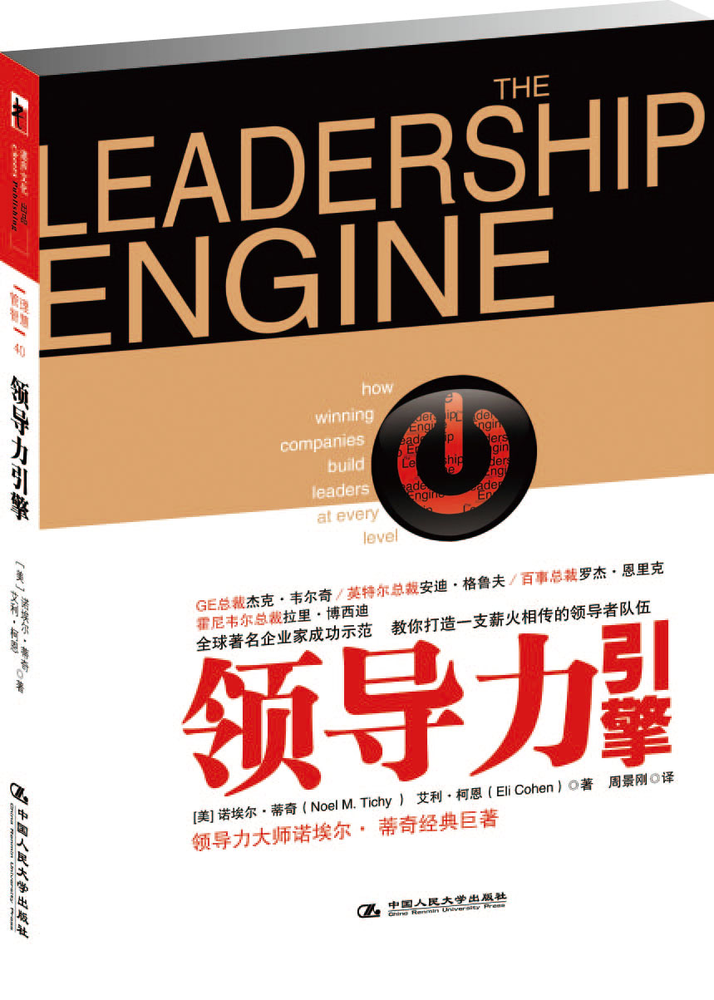 THE
LEADERSHIP
ENGINE
how
winning
companies
build
leaders
at every
level
GE总裁杰克·韦尔奇/英特尔总裁安迪·格鲁夫/百事总裁罗杰·恩里克
霍尼韦尔总裁拉里·博西迪
全球著名企业家成功示范 教你打造一支薪火相传的领导者队伍
领导力引擎
[美]诺埃尔·蒂奇(Noel M. Tichy) 艾利·柯恩(Eli Cohen)◎著 周景刚◎译
领导力大师诺埃尔·蒂奇经典巨著
中国人民大学出版社
China Renmin University Press
湛庐文化 出品
Publishing
管理
智慧
40
领导力引擎
[美]诺埃尔·蒂奇
艾利·柯恩
◎著
中国人民大学出版社
China Renmin University Press